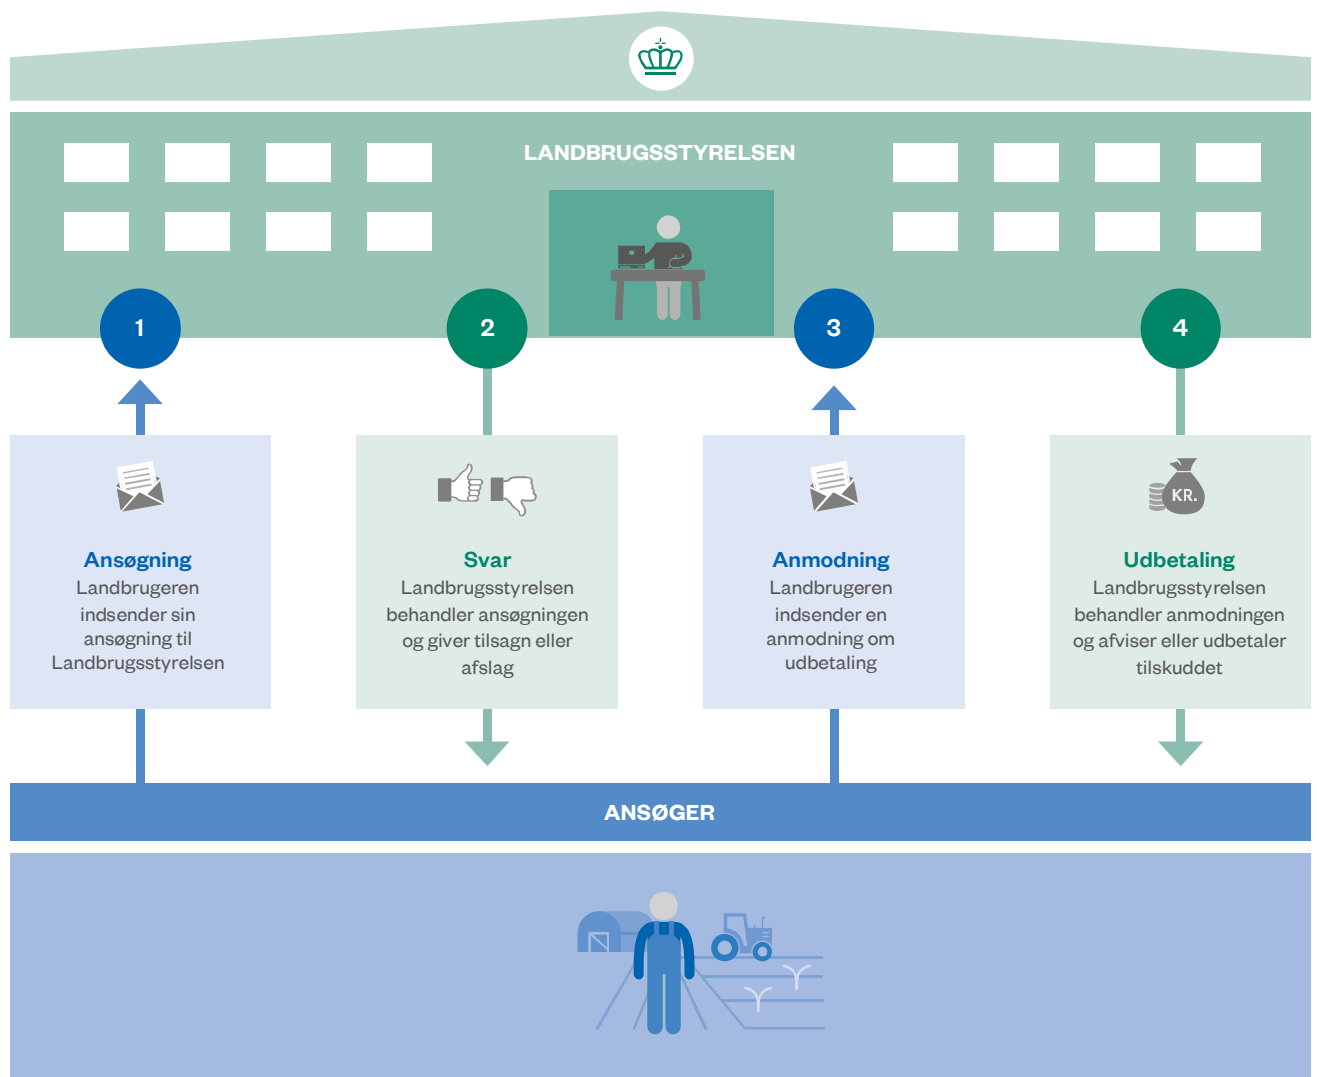 LANDBRUGSSTYRELSEN
1
2
3
4
Ansøgning
Landbrugeren
indsender sin
ansøgning til
Landbrugsstyrelsen
Svar
Landbrugsstyrelsen
behandler ansøgningen
og giver tilsagn eller
afslag
Anmodning
Landbrugeren
indsender en
anmodning om
udbetaling
KR.
Udbetaling
Landbrugsstyrelsen
behandler anmodningen
og afviser eller udbetaler
tilskuddet
ANSØGER